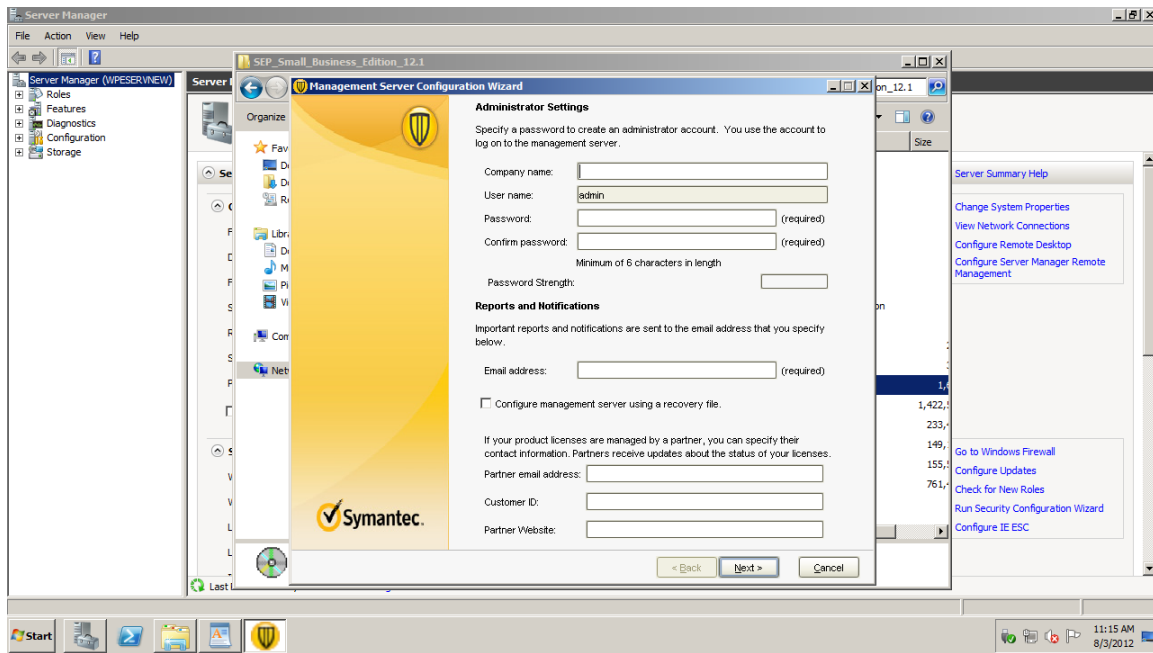 Server Manager
File Action View Help
Server Manager (WPESERVNEW)
Roles
Features
Diagnostics
Configuration
Storage
SEP_Small_Business_Edition_12.1
on_12.1
Organize
Size
Management Server Configuration Wizard
Administrator Settings
Specify a password to create an administrator account. You use the account to
log on to the management server.
Company name:
User name: admin
Password: (required)
Confirm password: (required)
Minimum of 6 characters in length
Password Strength:
Reports and Notifications
Important reports and notifications are sent to the email address that you specify
below.
Email address: (required)
Configure management server using a recovery file.
If your product licenses are managed by a partner, you can specify their
contact information. Partners receive updates about the status of your licenses.
Partner email address:
Customer ID:
Partner Website:
Symantec.
< Back Next > Cancel
Server Summary Help
Change System Properties
View Network Connections
Configure Remote Desktop
Configure Server Manager Remote
Management
1,422,
233,
149,
155,
761,
Go to Windows Firewall
Configure Updates
Check for New Roles
Run Security Configuration Wizard
Configure IE ESC
Last
Start
11:15 AM
8/3/2012